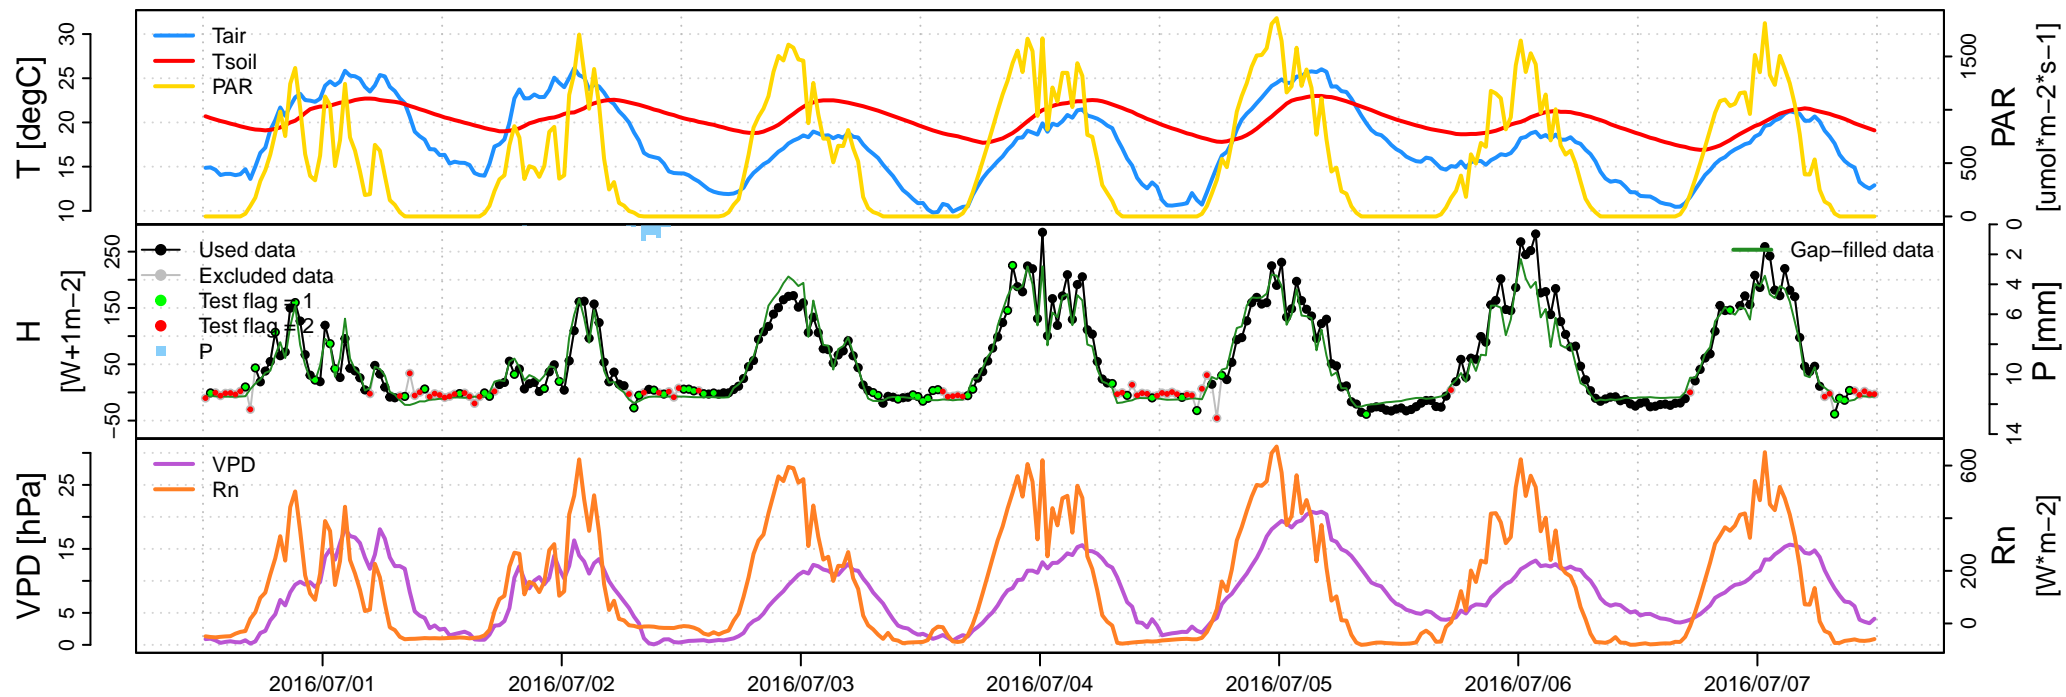 T [degC]
10 15 20 25 30
Tair
Tsoil
PAR
0 500 1500
PAR
[umol*m−2*s−1]
H
[W+1m−2]
−50 50 150 250
Used data
Excluded data
Test flag = 1
Test flag = 2
P
Gap−filled data
0 2 4 6 10 14
P [mm]
VPD [hPa]
0 5 15 25
VPD
Rn
0 200 600
Rn
[W*m−2]
2016/07/01 2016/07/02 2016/07/03 2016/07/04 2016/07/05 2016/07/06 2016/07/07